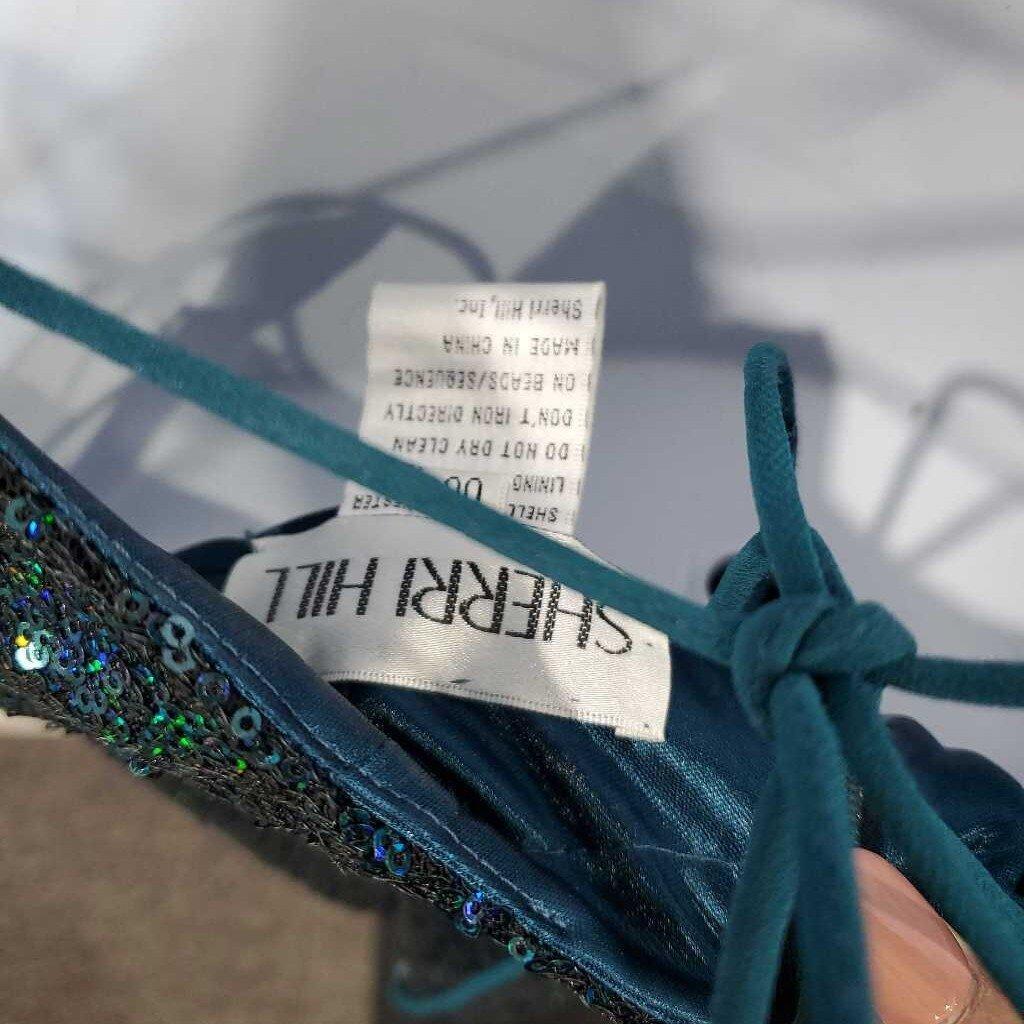 SHERRI HILL
SHELL
LINING
DO NOT DRY CLEAN
DON'T IRON DIRECTLY
ON BEADS/SEQUENCE
MADE IN CHINA
Sherri Hill, Inc.